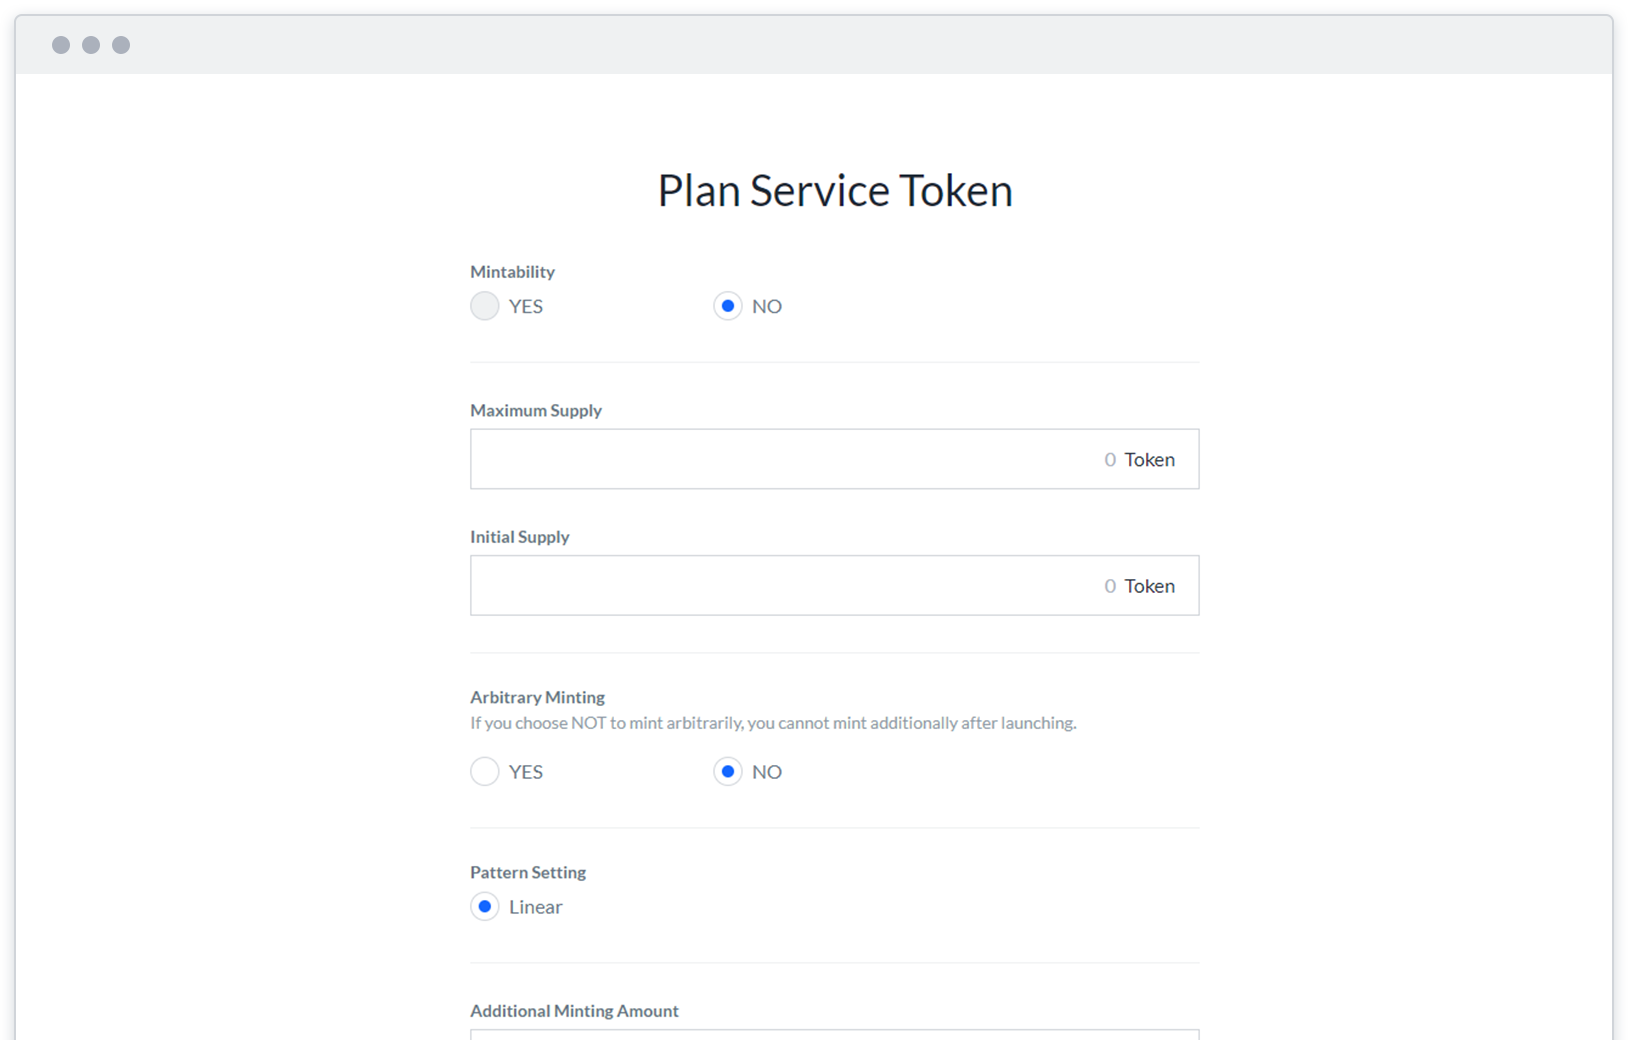 Plan Service Token
Mintability
YES NO
Maximum Supply
0 Token
Initial Supply
0 Token
Arbitrary Minting
If you choose NOT to mint arbitrarily, you cannot mint additionally after launching.
YES NO
Pattern Setting
Linear
Additional Minting Amount